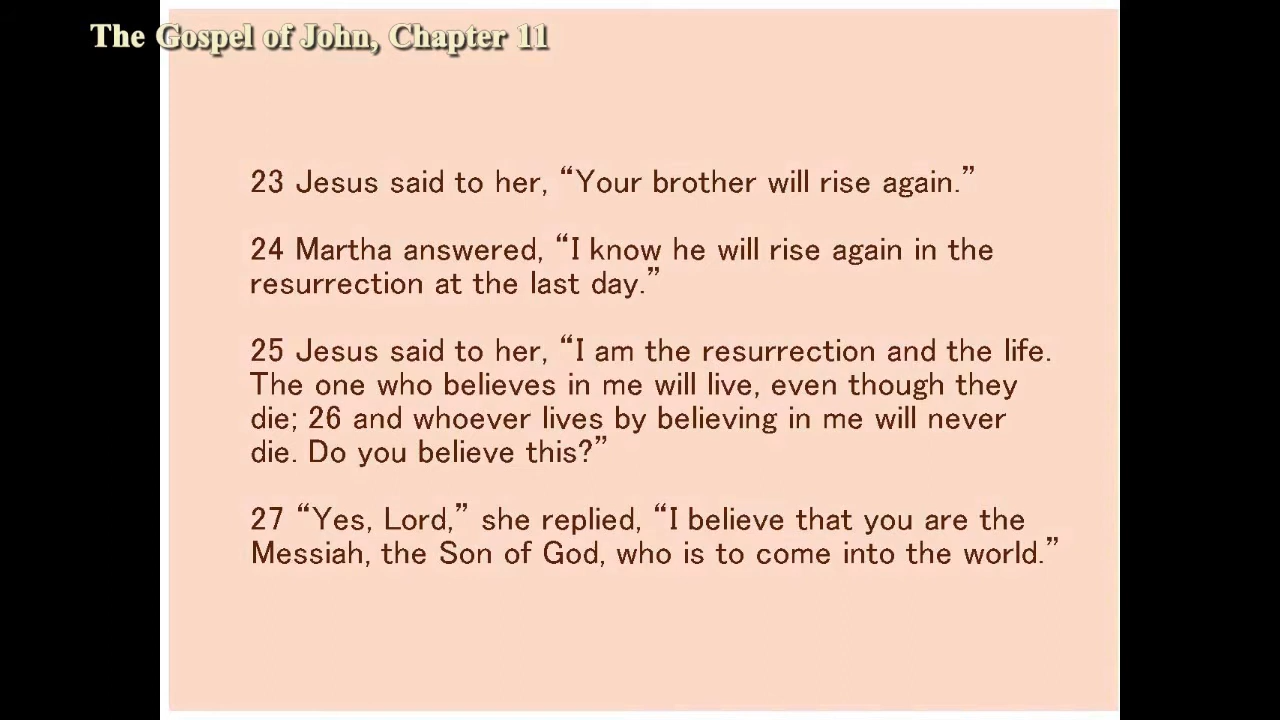 The Gospel of John, Chapter 11
23 Jesus said to her, “Your brother will rise again.”
24 Martha answered, “I know he will rise again in the
resurrection at the last day.”
25 Jesus said to her, “I am the resurrection and the life.
The one who believes in me will live, even though they
die; 26 and whoever lives by believing in me will never
die. Do you believe this?”
27 “Yes, Lord,” she replied, “I believe that you are the
Messiah, the Son of God, who is to come into the world.”